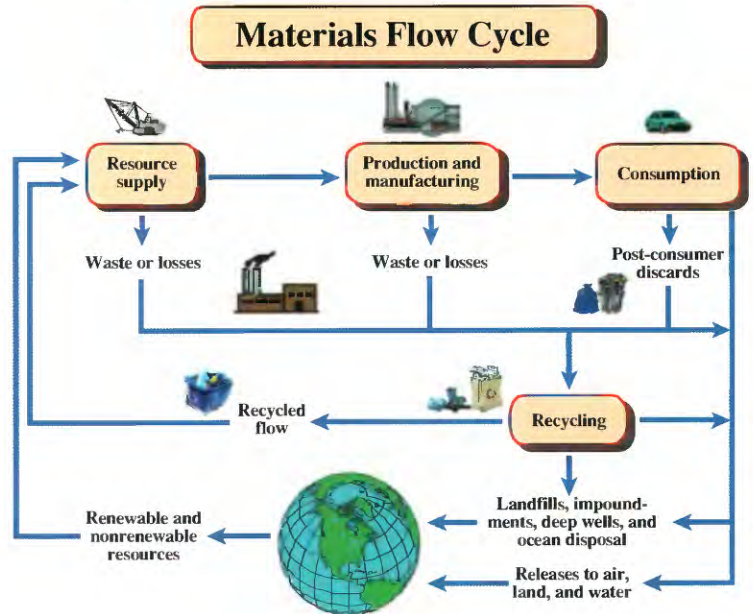 Materials Flow Cycle
Resource
supply
Production and
manufacturing
Consumption
Waste or losses
Waste or losses
Post-consumer
discards
Recycled
flow
Recycling
Renewable and
nonrenewable
resources
Landfills, impound-
ments, deep wells, and
ocean disposal
Releases to air,
land, and water